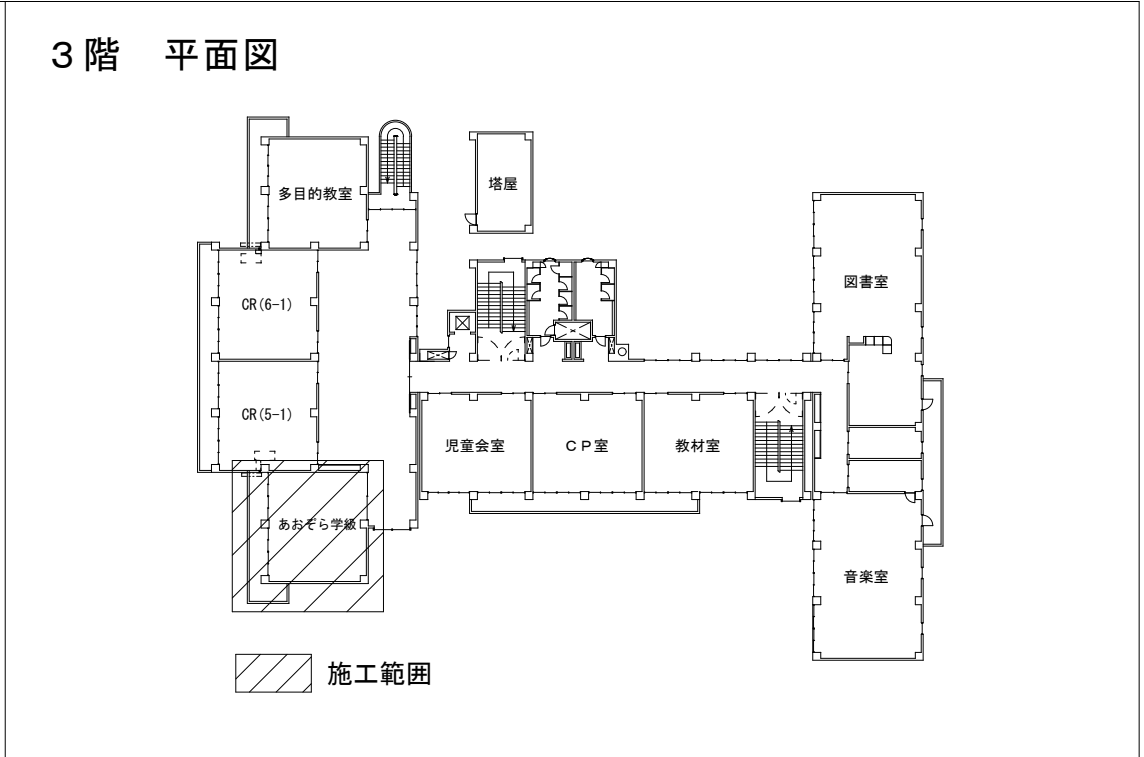 ３階　平面図
多目的教室
塔屋
図書室
CR(6-1)
CR(5-1)
児童会室
ＣＰ室
教材室
あおぞら学級
音楽室
施工範囲